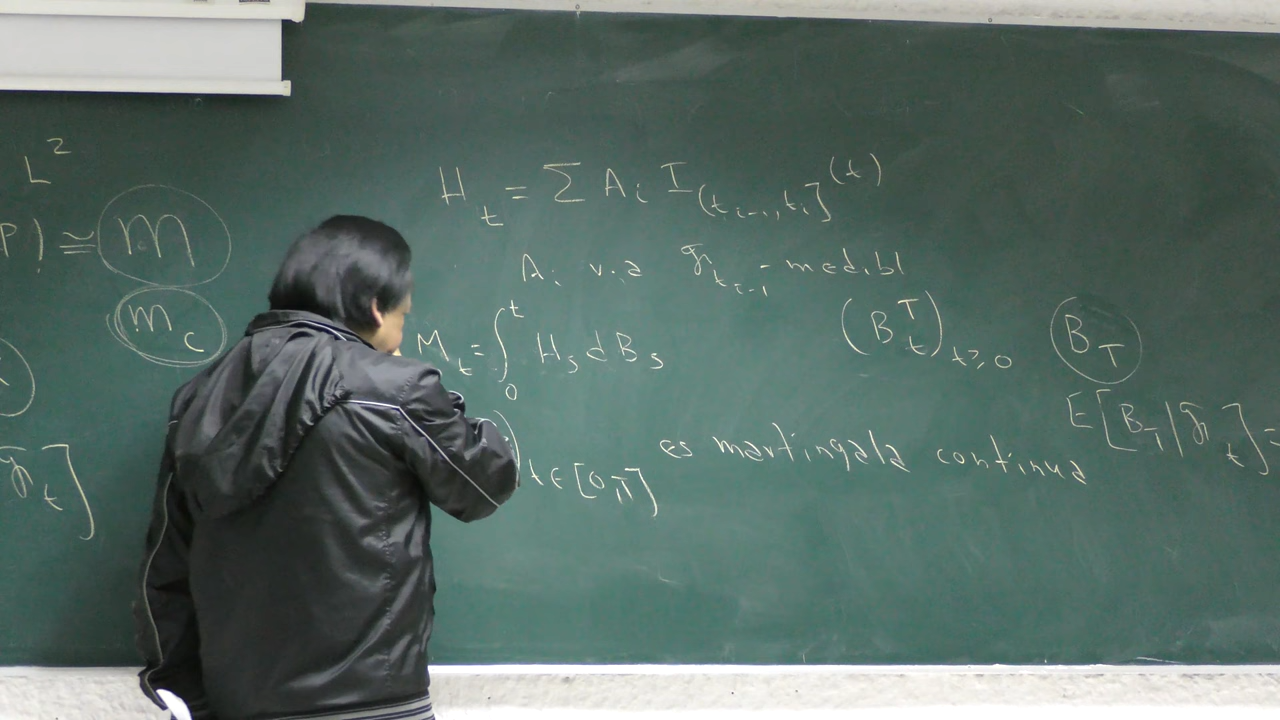 L²
P) ≅ m
m_c
F_t]
H_t = Σ A_i I_(t_{i-1}, t_i] (t)
A_i v.a F_{t_{i-1}} - medibl
M_t = ∫_0^t H_s dB_s
(B_t^T)_{t≥0}
B_T
)t∈[0,T] es martingala continua
E[B_T | F_t] =